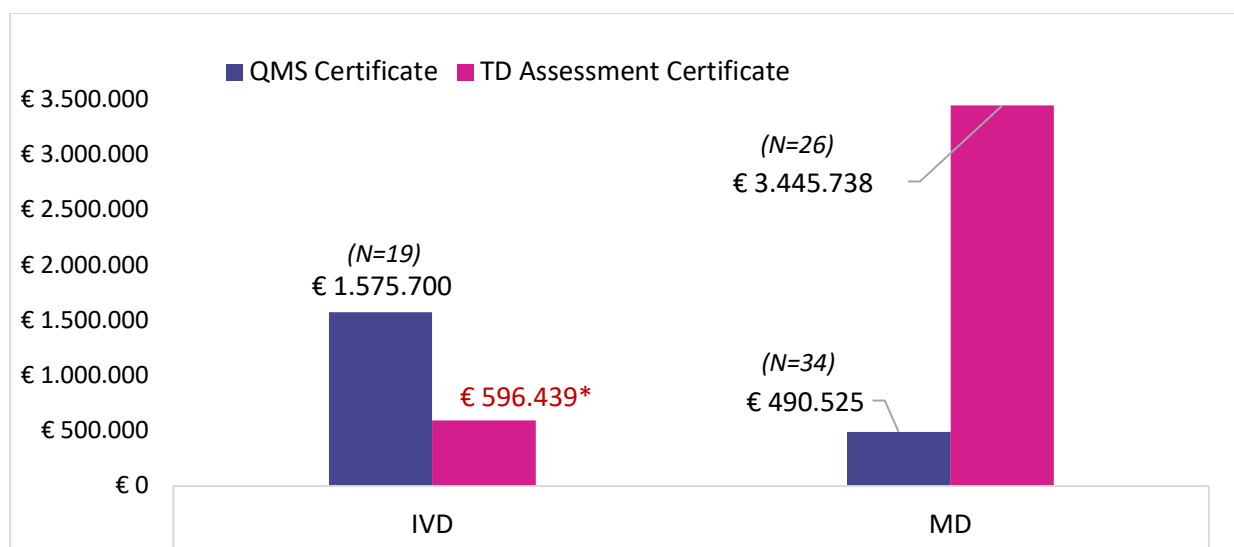 QMS Certificate TD Assessment Certificate
€ 3.500.000
€ 3.000.000
€ 2.500.000
€ 2.000.000
€ 1.500.000
€ 1.000.000
€ 500.000
€ 0
(N=19)
€ 1.575.700
€ 596.439*
(N=26)
€ 3.445.738
(N=34)
€ 490.525
IVD MD